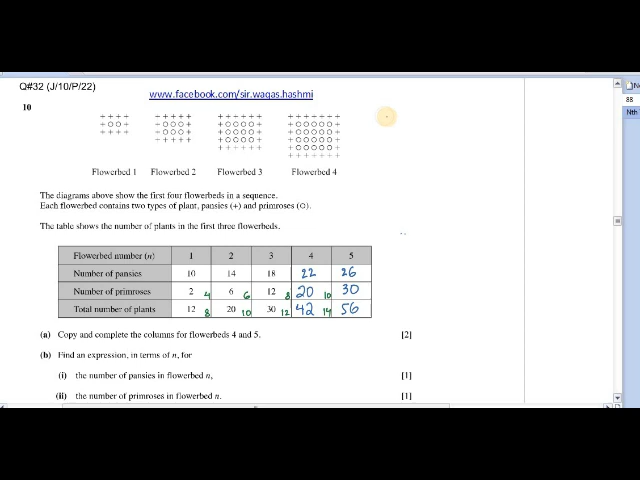 Q#32 (J/10/P/22)
www.facebook.com/sir.waqas.hashmi
10
Flowerbed 1 Flowerbed 2 Flowerbed 3 Flowerbed 4
The diagrams above show the first four flowerbeds in a sequence.
Each flowerbed contains two types of plant, pansies (+) and primroses (○).
The table shows the number of plants in the first three flowerbeds.
Flowerbed number (n) 1 2 3 4 5
Number of pansies 10 14 18 22 26
Number of primroses 2 4 6 6 12 8 20 10 30
Total number of plants 12 8 20 10 30 12 42 14 56
(a) Copy and complete the columns for flowerbeds 4 and 5. [2]
(b) Find an expression, in terms of n, for
(i) the number of pansies in flowerbed n, [1]
(ii) the number of primroses in flowerbed n. [1]
88
Nth